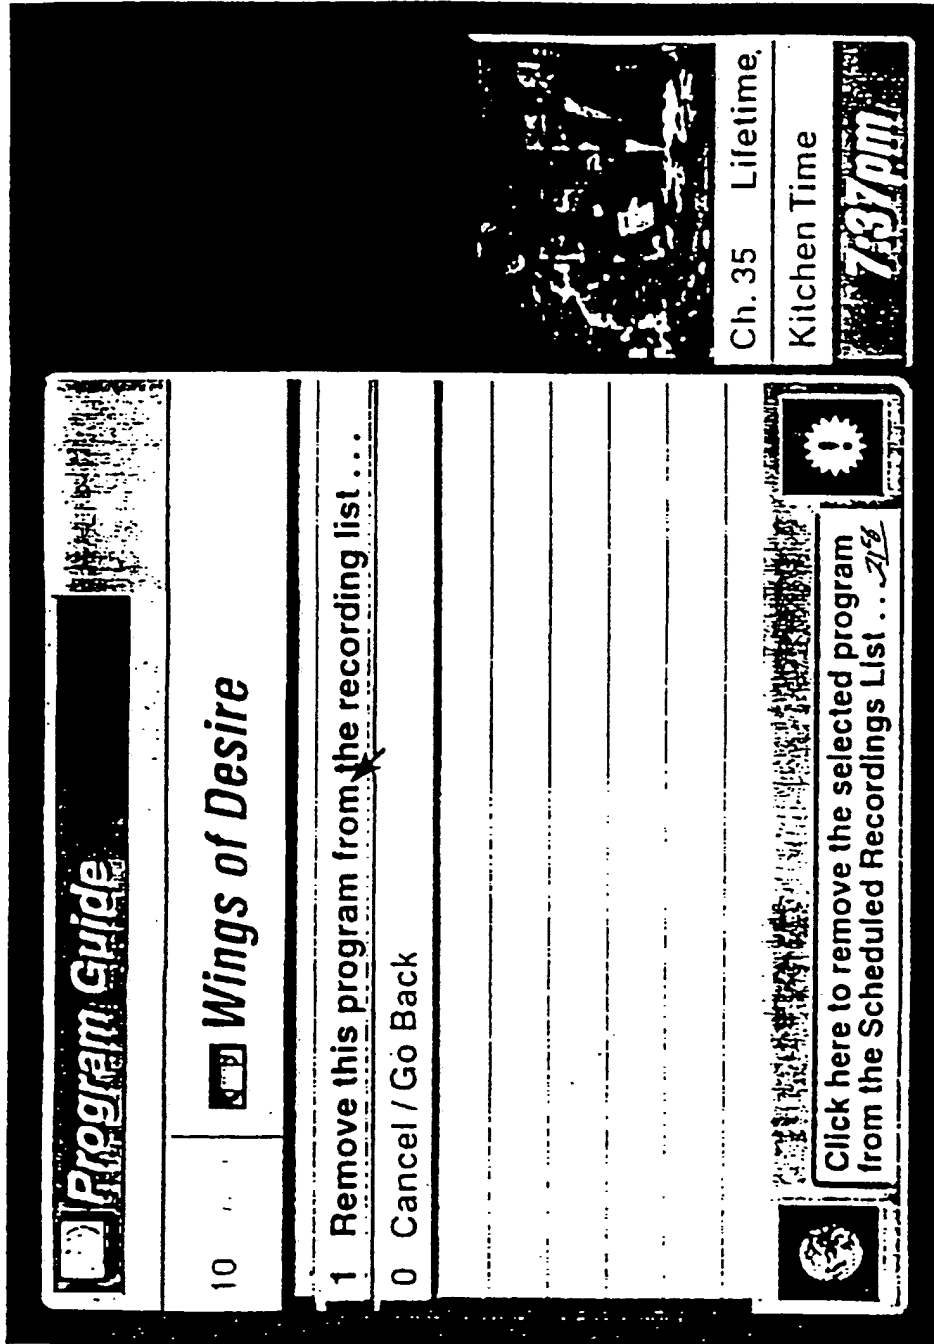 Program Guide
10 Wings of Desire
1 Remove this program from the recording list...
0 Cancel / Go Back
Click here to remove the selected program
from the Scheduled Recordings List...
Ch. 35 Lifetime
Kitchen Time
7:37pm